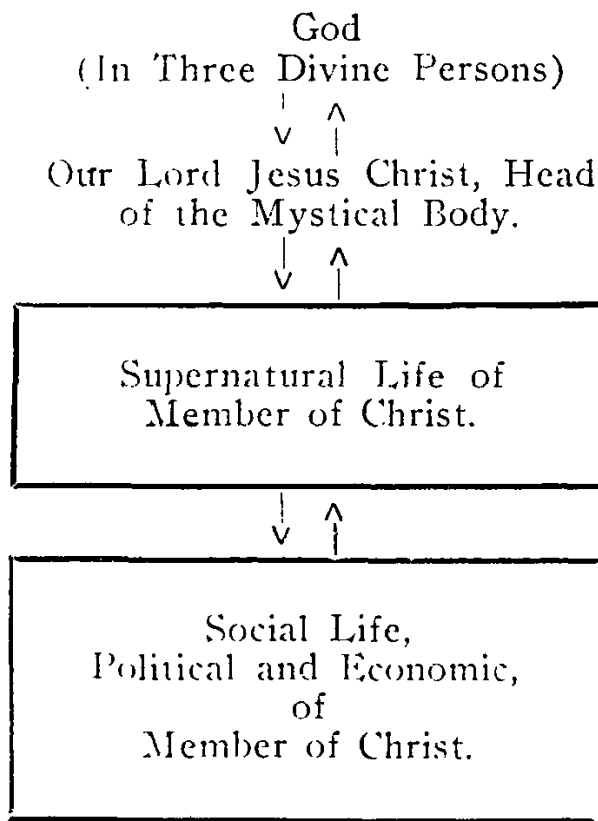 God
(In Three Divine Persons)
Our Lord Jesus Christ, Head
of the Mystical Body.
Supernatural Life of
Member of Christ.
Social Life,
Political and Economic,
of
Member of Christ.